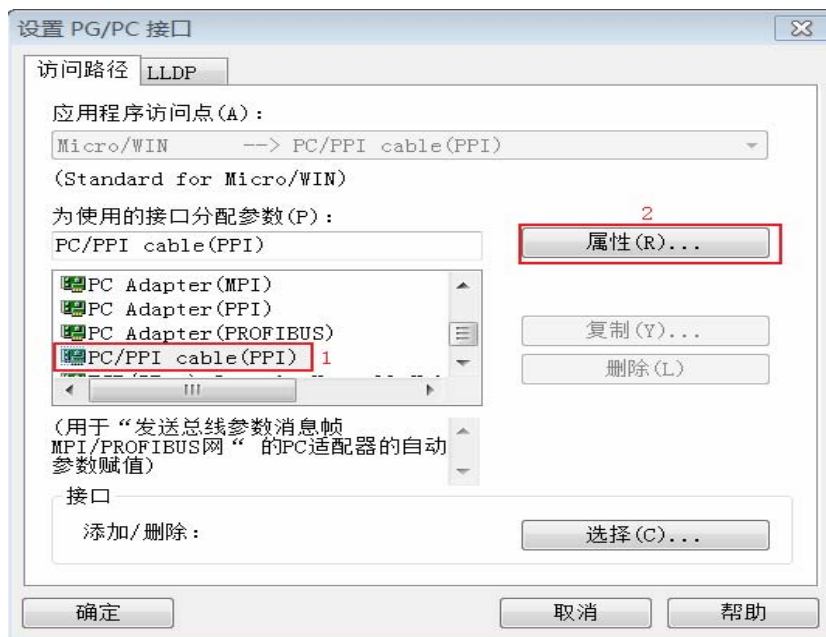 设置 PG/PC 接口
访问路径
LLDP
应用程序访问点(A):
Micro/WIN --> PC/PPI cable(PPI)
(Standard for Micro/WIN)
为使用的接口分配参数(P):
2
PC/PPI cable(PPI)
属性(R)...
PC Adapter(MPI)
PC Adapter(PPI)
PC Adapter(PROFIBUS)
复制(Y)...
PC/PPI cable(PPI)
1
删除(L)
(用于“发送总线参数消息帧
MPI/PROFIBUS网“ 的PC适配器的自动
参数赋值)
接口
添加/删除:
选择(C)...
确定
取消
帮助